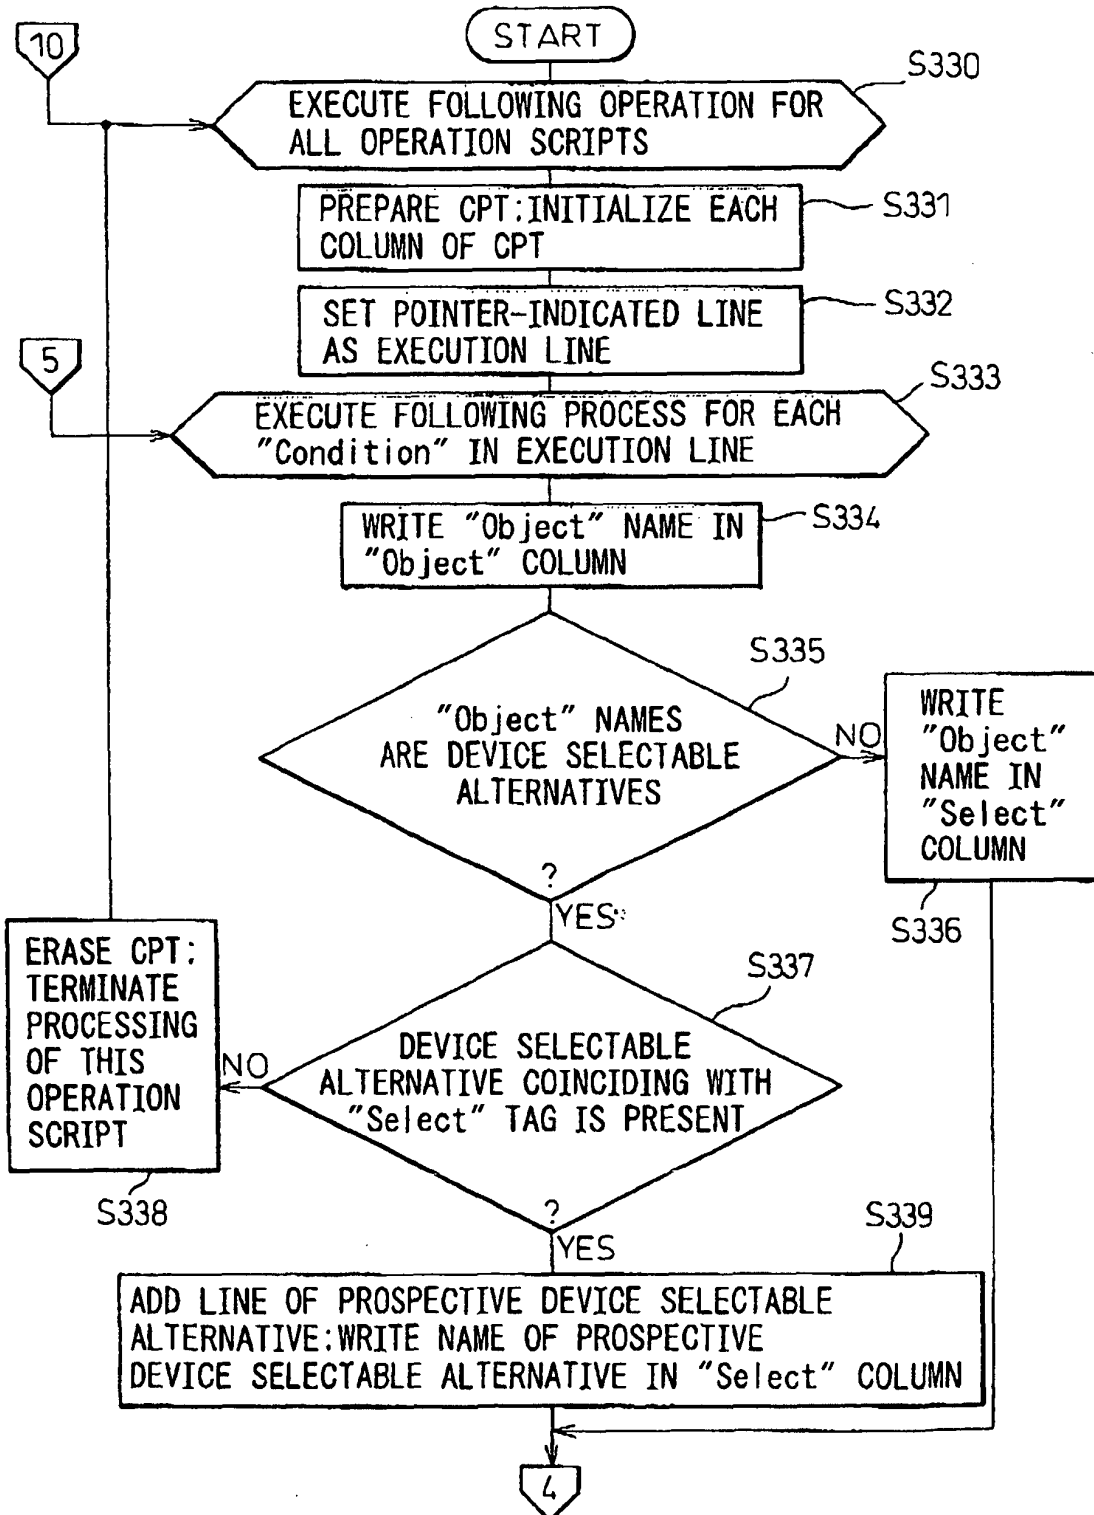 10
START
S330
EXECUTE FOLLOWING OPERATION FOR
ALL OPERATION SCRIPTS
PREPARE CPT:INITIALIZE EACH
COLUMN OF CPT
S331
SET POINTER-INDICATED LINE
AS EXECUTION LINE
S332
5
S333
EXECUTE FOLLOWING PROCESS FOR EACH
"Condition" IN EXECUTION LINE
WRITE "Object" NAME IN
"Object" COLUMN
S334
S335
"Object" NAMES
ARE DEVICE SELECTABLE
ALTERNATIVES
?
NO
YES
WRITE
"Object"
NAME IN
"Select"
COLUMN
S336
S337
DEVICE SELECTABLE
ALTERNATIVE COINCIDING WITH
"Select" TAG IS PRESENT
?
NO
YES
ERASE CPT:
TERMINATE
PROCESSING
OF THIS
OPERATION
SCRIPT
S338
S339
ADD LINE OF PROSPECTIVE DEVICE SELECTABLE
ALTERNATIVE:WRITE NAME OF PROSPECTIVE
DEVICE SELECTABLE ALTERNATIVE IN "Select" COLUMN
4